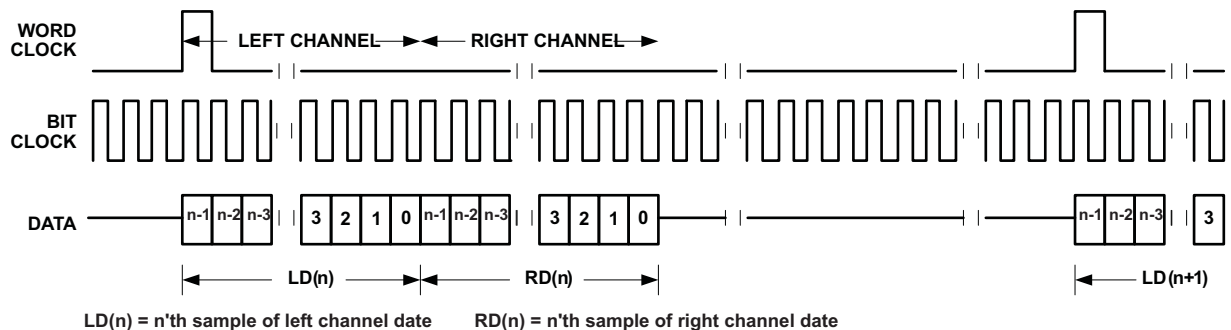 WORD
CLOCK
LEFT CHANNEL
RIGHT CHANNEL
BIT
CLOCK
DATA
n-1 n-2 n-3 3 2 1 0 n-1 n-2 n-3 3 2 1 0 n-1 n-2 n-3 3
LD(n) RD(n) LD(n+1)
LD(n) = n'th sample of left channel date RD(n) = n'th sample of right channel date